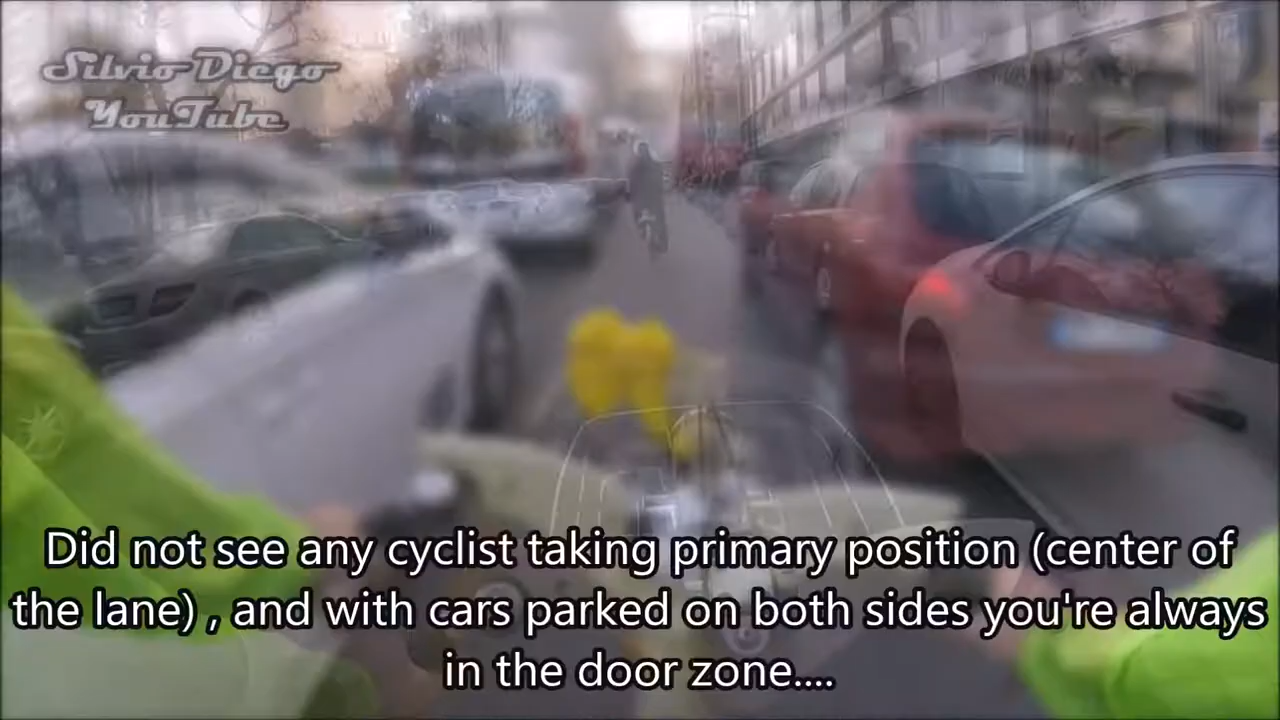 Silvio Diego
YouTube
Did not see any cyclist taking primary position (center of
the lane) , and with cars parked on both sides you're always
in the door zone....